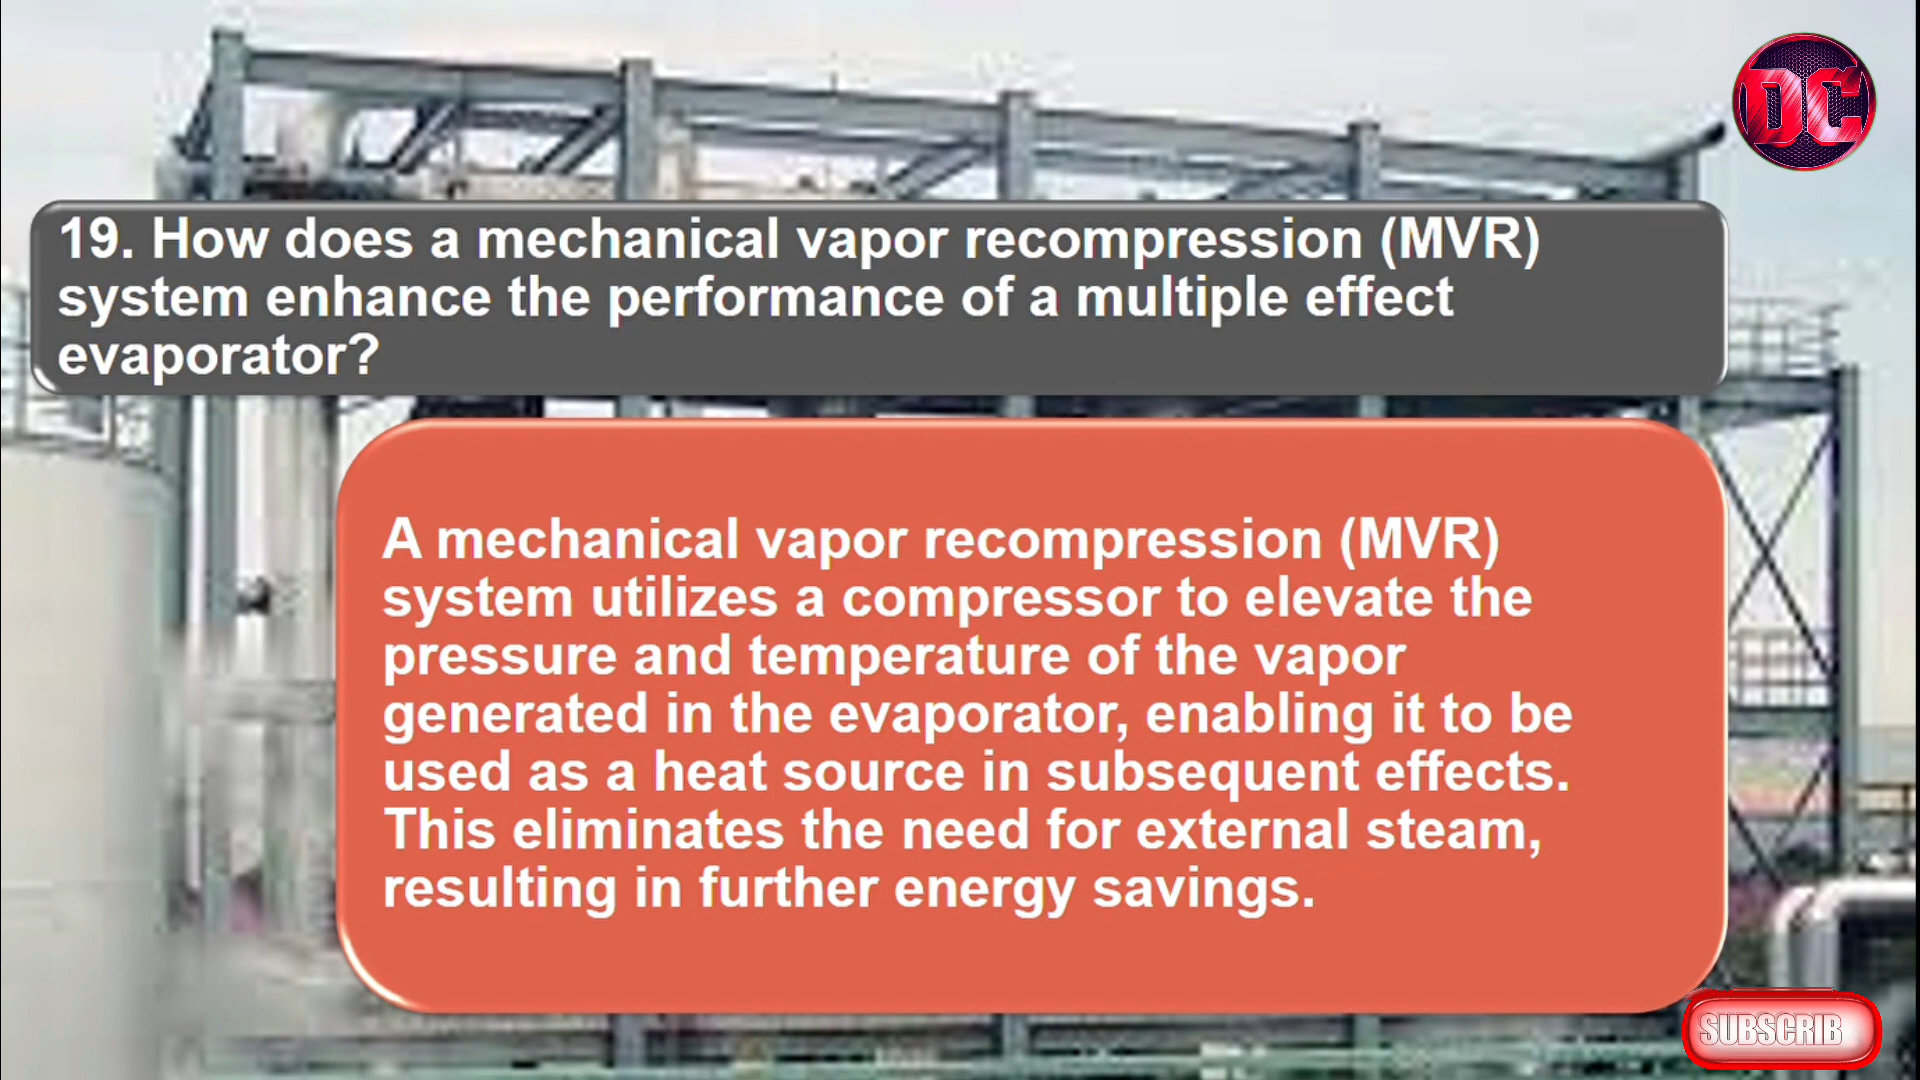 DC
19. How does a mechanical vapor recompression (MVR)
system enhance the performance of a multiple effect
evaporator?
A mechanical vapor recompression (MVR)
system utilizes a compressor to elevate the
pressure and temperature of the vapor
generated in the evaporator, enabling it to be
used as a heat source in subsequent effects.
This eliminates the need for external steam,
resulting in further energy savings.
SUBSCRIB